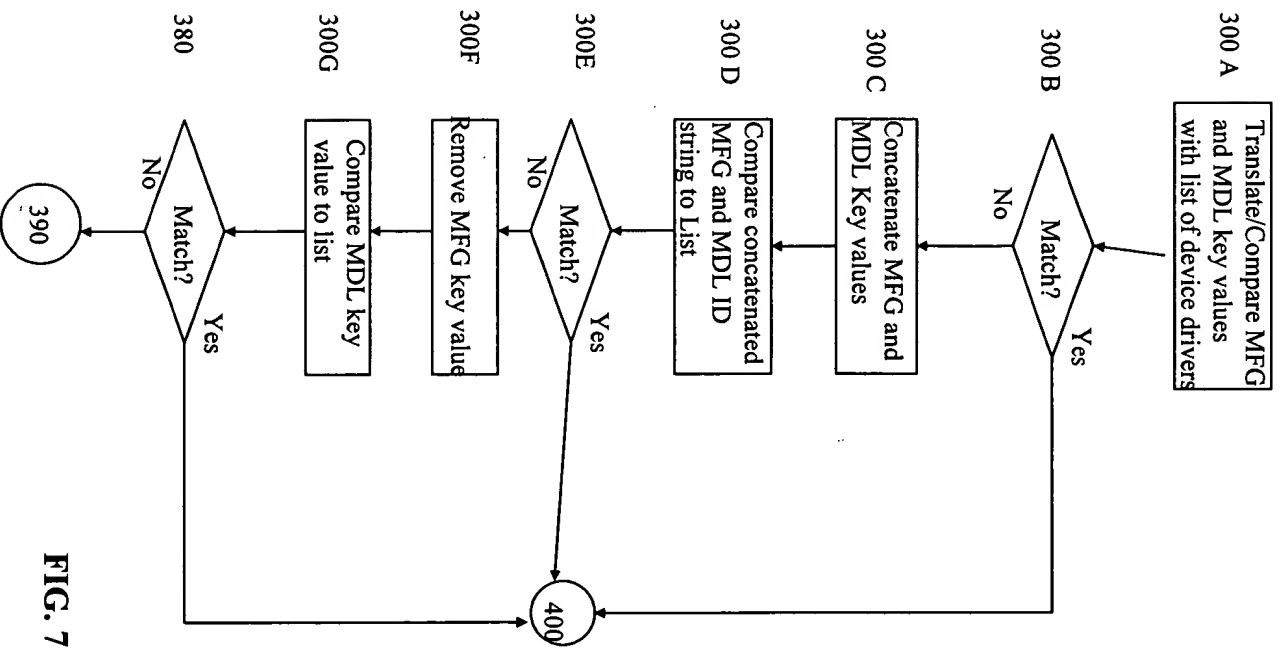 300 A
Translate/Compare MFG
and MDL key values
with list of device drivers
300 B
Match?
Yes
No
300 C
Concatenate MFG and
MDL Key values
300 D
Compare concatenated
MFG and MDL ID
string to List
300E
Match?
Yes
No
300F
Remove MFG key value
300G
Compare MDL key
value to list
380
Match?
Yes
No
390
400
FIG. 7